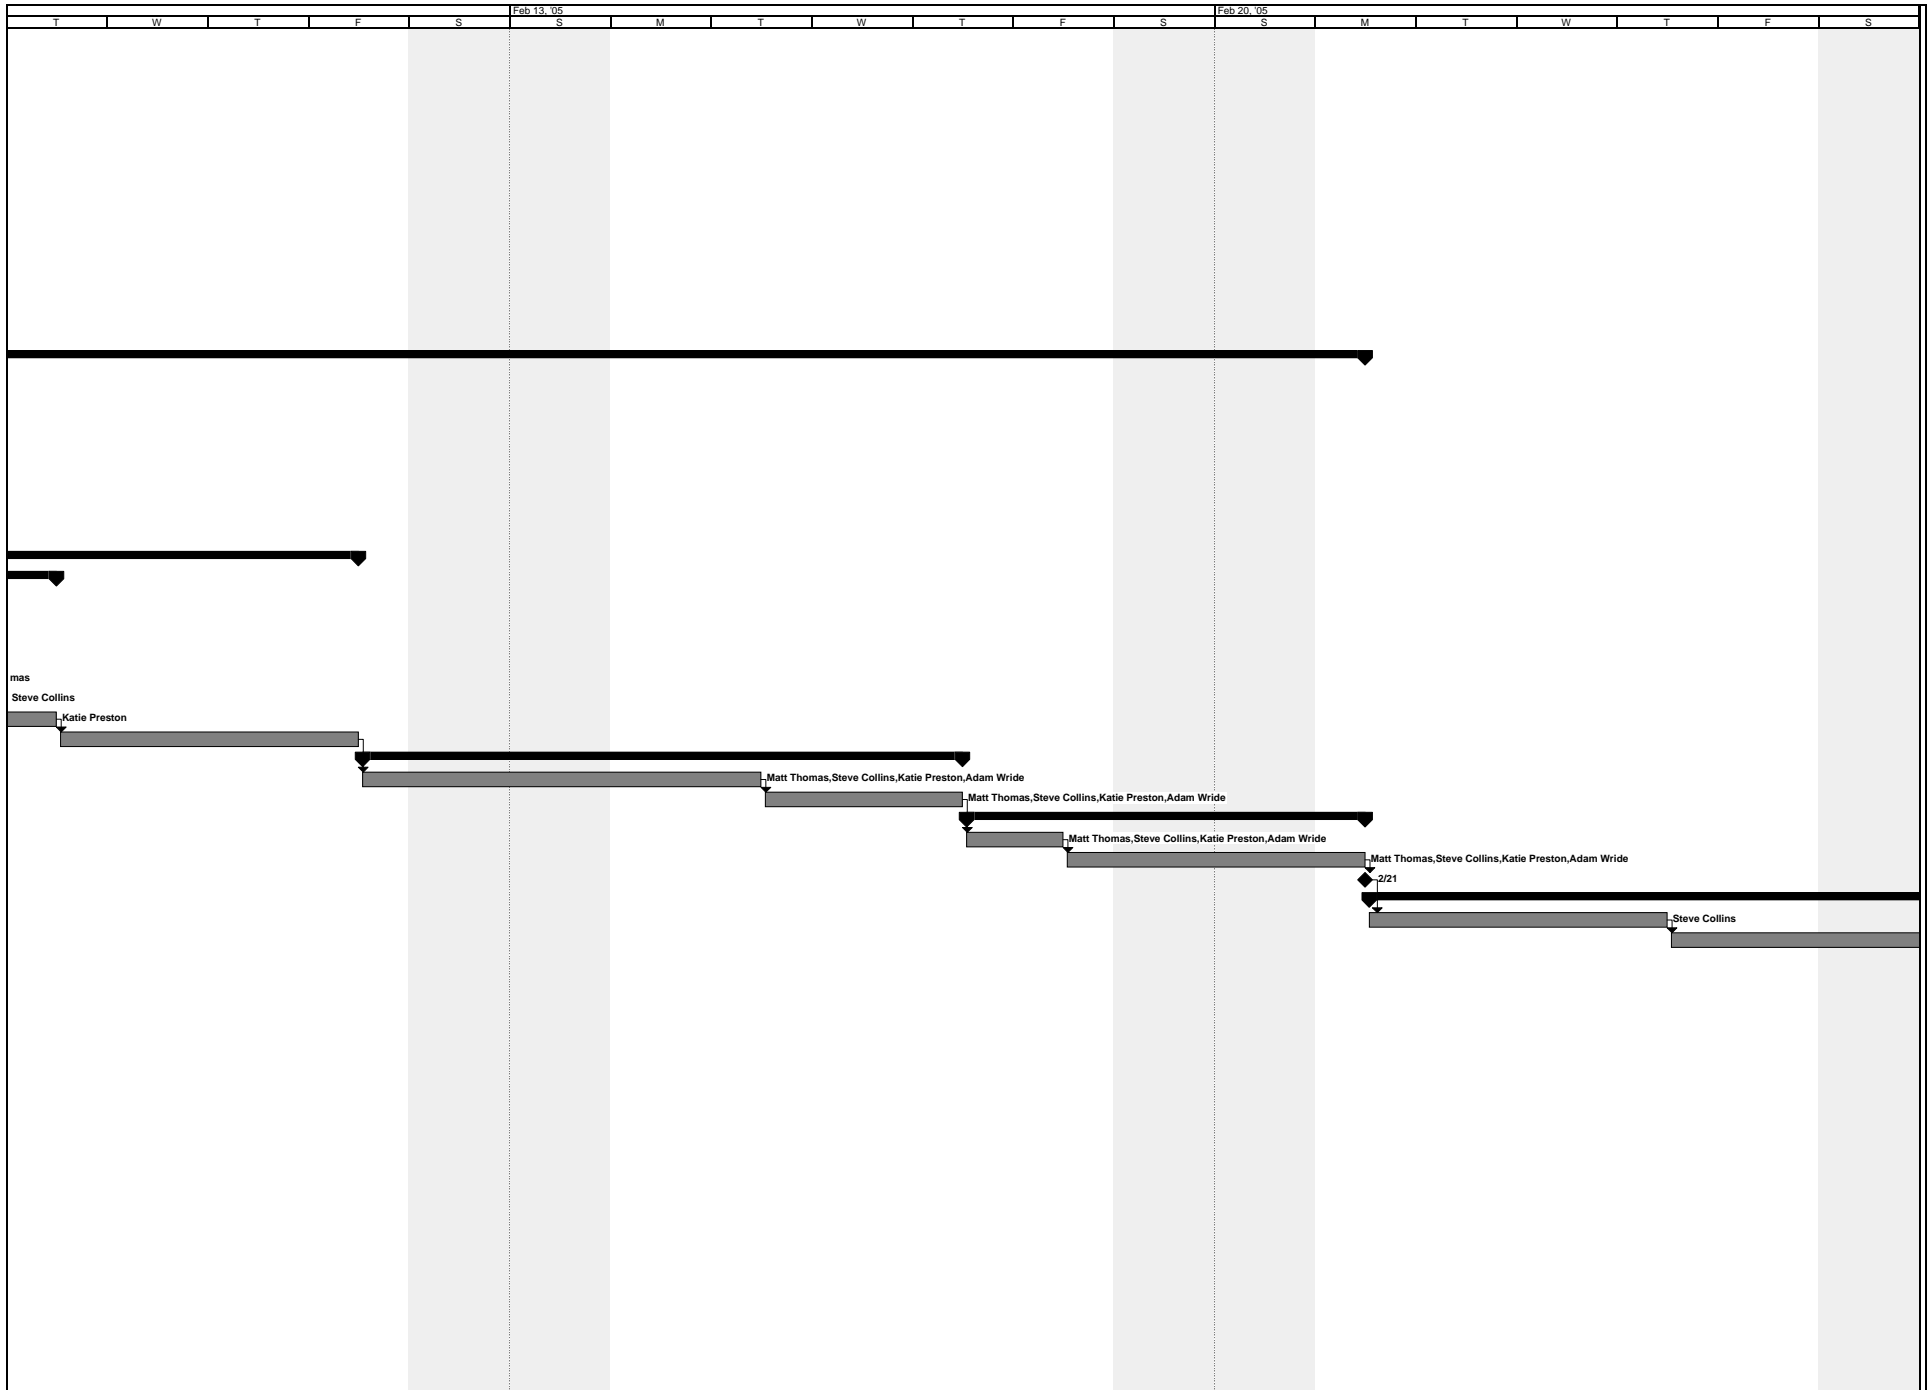 Feb 13, '05 Feb 20, '05
T W T F S S M T W T F S S M T W T F S
mas
Steve Collins
Katie Preston
Matt Thomas,Steve Collins,Katie Preston,Adam Wride
Matt Thomas,Steve Collins,Katie Preston,Adam Wride
Matt Thomas,Steve Collins,Katie Preston,Adam Wride
Matt Thomas,Steve Collins,Katie Preston,Adam Wride
2/21
Steve Collins